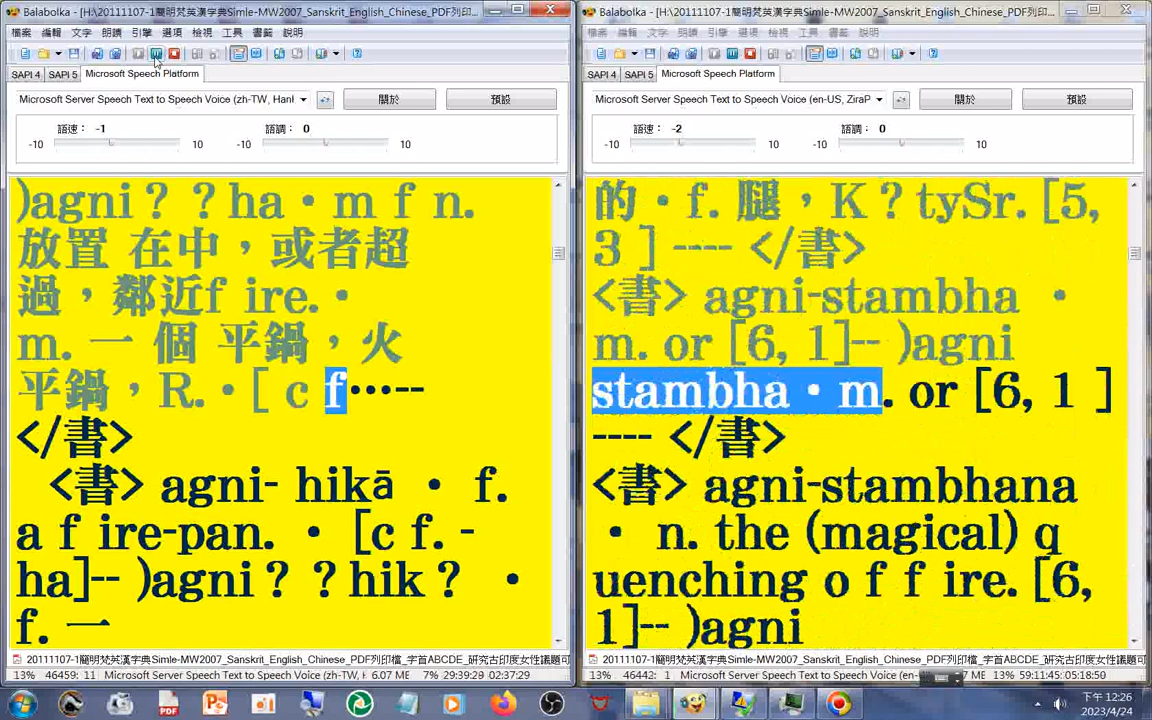 Balabolka - [H:\20111107-1簡明梵英漢字典Simle-MW2007_Sanskrit_English_Chinese_PDF列印...
檔案 編輯 文字 朗讀 引擎 選項 檢視 工具 書籤 說明
SAPI 4 SAPI 5 Microsoft Speech Platform
Microsoft Server Speech Text to Speech Voice (zh-TW, Hanl
關於 預設
語速： -1 語調： 0
-10 10 -10 10
)agni？？ha‧m f n.
放置 在中，或者超
過，鄰近f ire.‧
m. 一 個 平鍋，火
平鍋，R.‧[ c f…--
</書>
<書> agni- hikā ‧ f.
a f ire-pan. ‧ [c f. -
ha]-- )agni？？hik？ ‧
f. 一
20111107-1簡明梵英漢字典Simle-MW2007_Sanskrit_English_Chinese_PDF列印檔_字首ABCDE_研究古印度女性議題可
13% 46459: 11 Microsoft Server Speech Text to Speech Voice (zh-TW, H 6.07 ME 7% 29:39:29 02:37:29
Balabolka - [H:\20111107-1簡明梵英漢字典Simle-MW2007_Sanskrit_English_Chinese_PDF列印...
檔案 編輯 文字 朗讀 引擎 選項 檢視 工具 書籤 說明
SAPI 4 SAPI 5 Microsoft Speech Platform
Microsoft Server Speech Text to Speech Voice (en-US, ZiraP
關於 預設
語速： -2 語調： 0
-10 10 -10 10
的‧f. 腿，K？tySr. [5,
3 ] ---- </書>
<書> agni-stambha ‧
m. or [6, 1]-- )agni
stambha‧m. or [6, 1 ]
---- </書>
<書> agni-stambhana
‧ n. the (magical) q
uenching o f f ire. [6,
1]-- )agni
20111107-1簡明梵英漢字典Simle-MW2007_Sanskrit_English_Chinese_PDF列印檔_字首ABCDE_研究古印度女性議題可
13% 46442: 1 Microsoft Server Speech Text to Speech Voice 13% 59:11:45 05:18:50
下午 12:26
2023/4/24